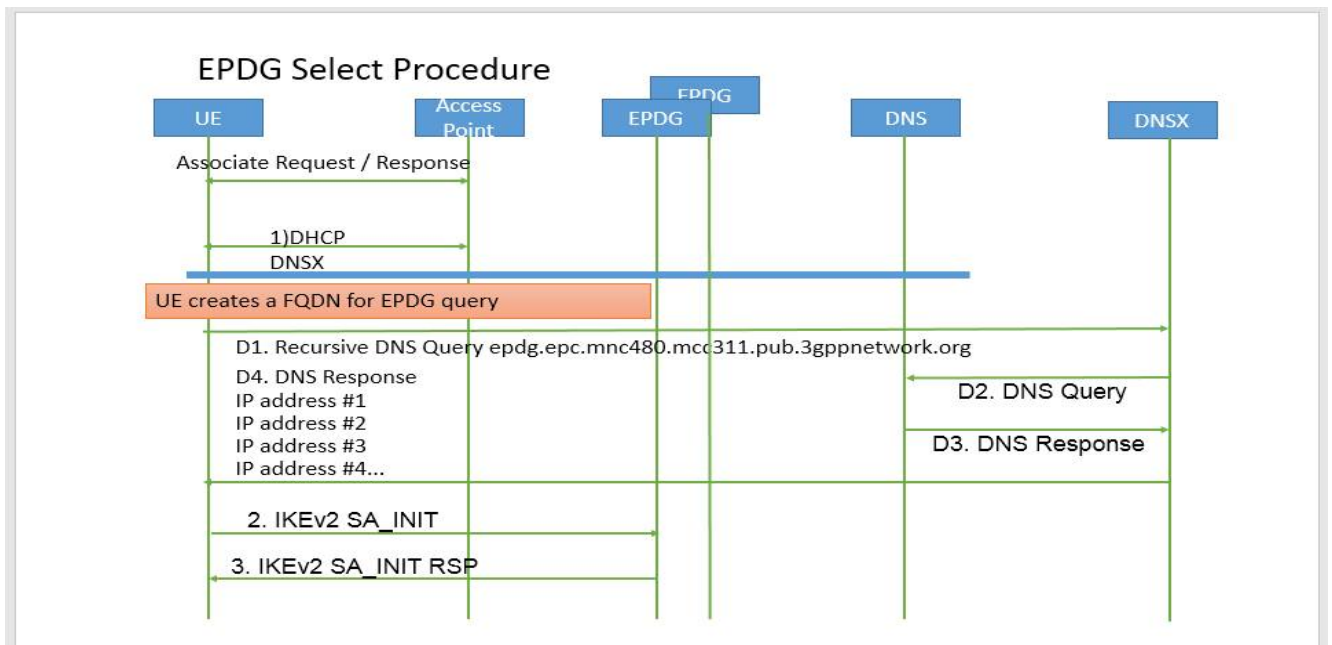 EPDG Select Procedure
UE
Access
Point
EPDG
EPDG
DNS
DNSX
Associate Request / Response
1)DHCP
DNSX
UE creates a FQDN for EPDG query
D1. Recursive DNS Query epdg.epc.mnc480.mcc311.pub.3gppnetwork.org
D4. DNS Response
IP address #1
IP address #2
IP address #3
IP address #4...
D2. DNS Query
D3. DNS Response
2. IKEv2 SA_INIT
3. IKEv2 SA_INIT RSP